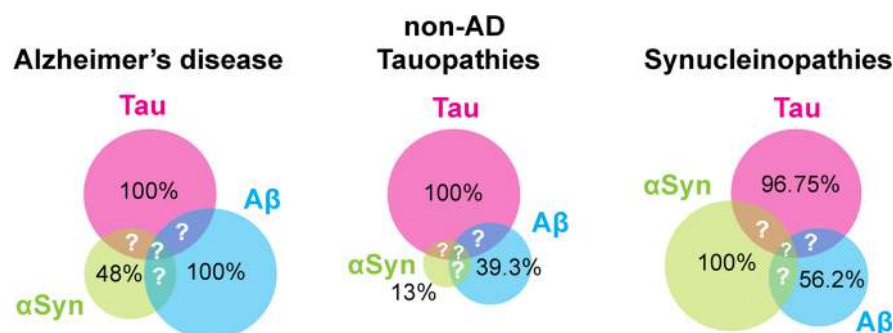 Alzheimer's disease
Tau
100%
Aβ
?
?
?
?
48%
100%
αSyn
non-AD
Tauopathies
Tau
100%
Aβ
?
?
?
?
αSyn
39.3%
13%
Synucleinopathies
Tau
αSyn
96.75%
?
?
?
?
100%
56.2%
Aβ